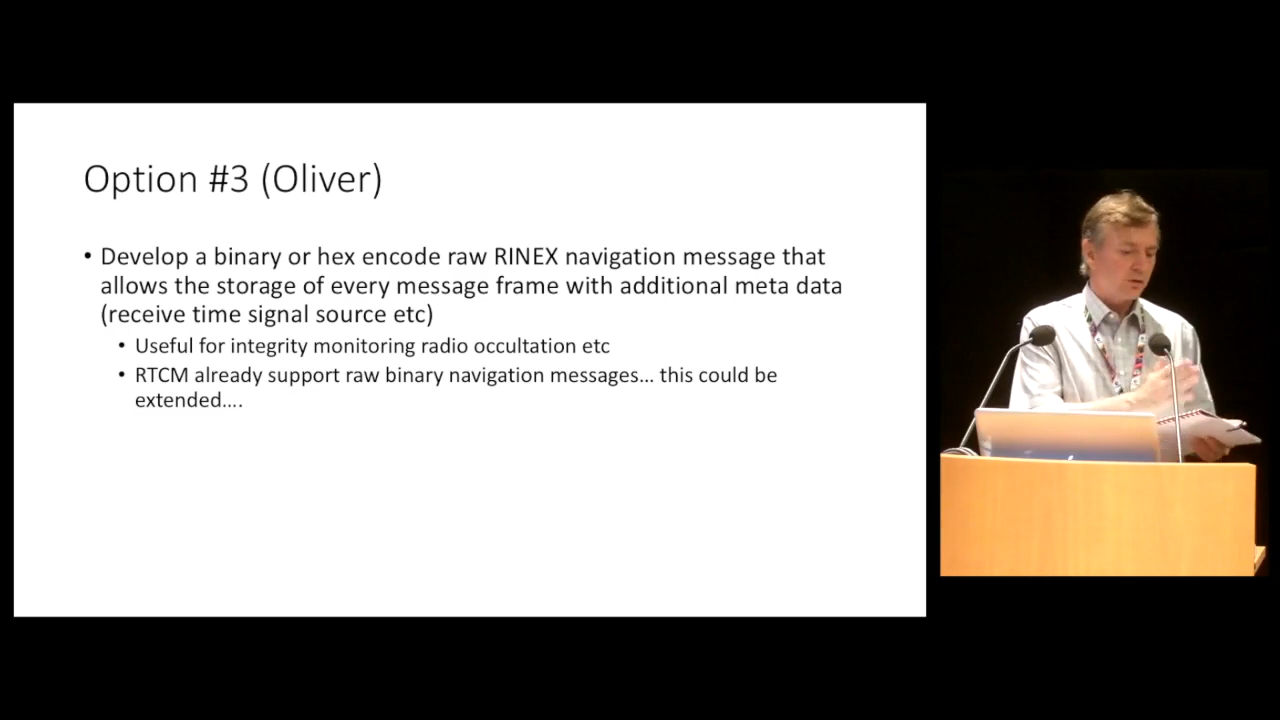 Option #3 (Oliver)
• Develop a binary or hex encode raw RINEX navigation message that
allows the storage of every message frame with additional meta data
(receive time signal source etc)
• Useful for integrity monitoring radio occultation etc
• RTCM already support raw binary navigation messages... this could be
extended....